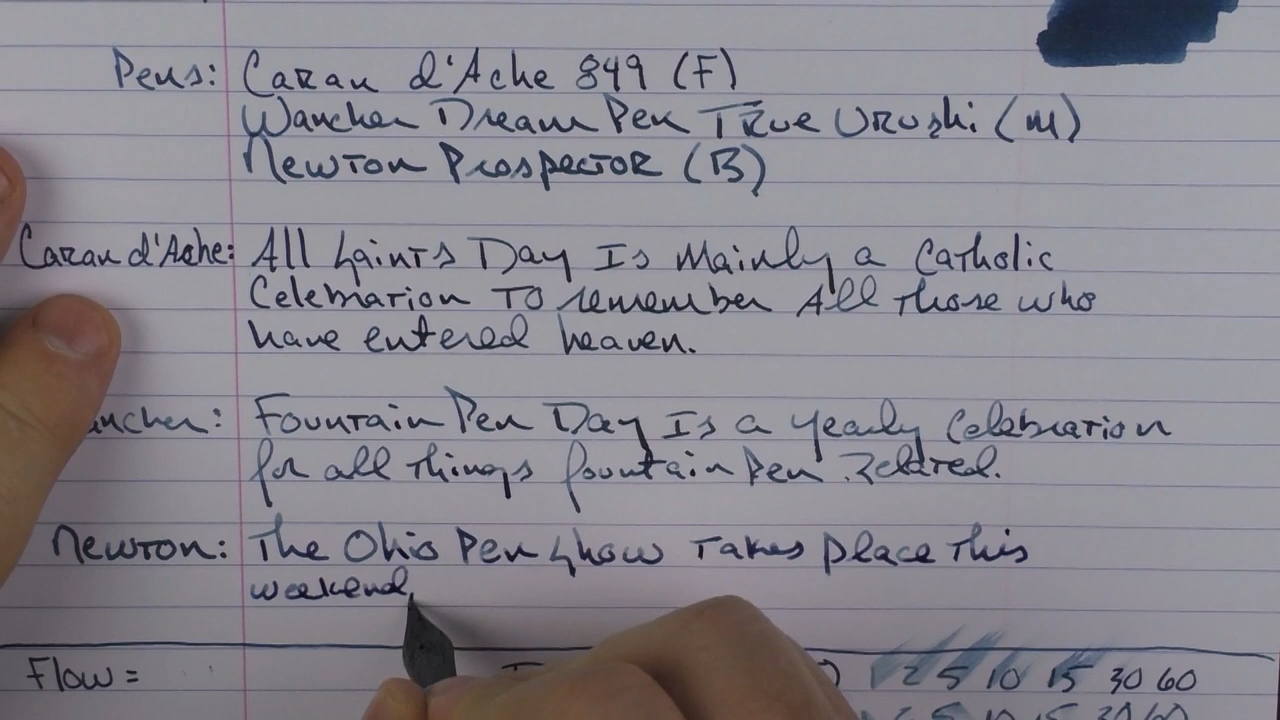 Pens: Caran d'Ache 849 (F)
Wancher Dream Pen True Urushi (M)
Newton Prospector (B)
Caran d'Ache: All Saints Day Is Mainly a Catholic
Celebration To remember All Those who
have entered heaven.
ancher: Fountain Pen Day Is a yearly Celebration
for all Things fountain Pen Related.
Newton: The Ohio Pen Show Takes place This
weekend
Flow = 2 5 10 15 30 60